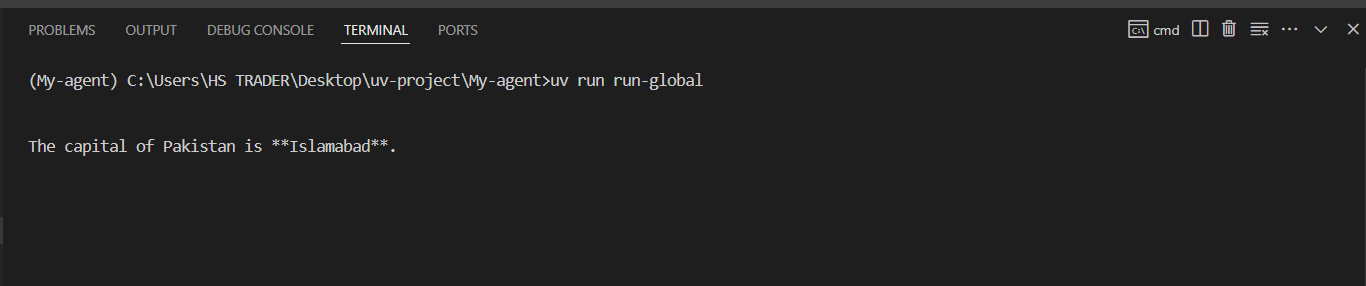 PROBLEMS OUTPUT DEBUG CONSOLE TERMINAL PORTS cmd
(My-agent) C:\Users\HS TRADER\Desktop\uv-project\My-agent>uv run run-global
The capital of Pakistan is **Islamabad**.